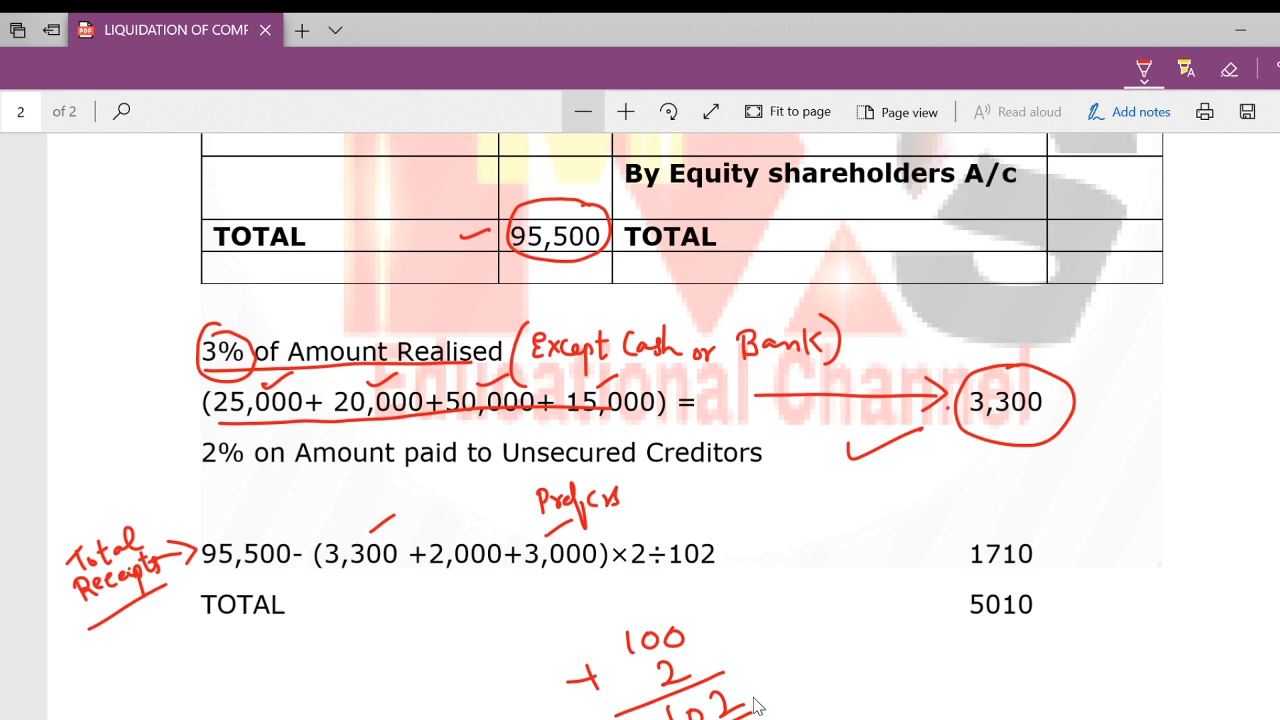 LIQUIDATION OF COMF
2 of 2
Fit to page
Page view
Read aloud
Add notes
By Equity shareholders A/c
TOTAL 95,500 TOTAL
3% of Amount Realised (Except Cash or Bank)
(25,000+ 20,000+50,000+ 15,000) = 3,300
2% on Amount paid to Unsecured Creditors
Pref, Crs
Total Receipts
95,500- (3,300 +2,000+3,000)×2÷102 1710
TOTAL 5010
100
+ 2
102
Educational Channel